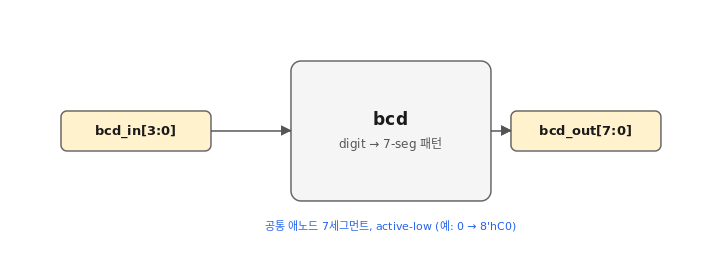 bcd_in[3:0]
bcd
digit → 7-seg 패턴
bcd_out[7:0]
공통 애노드 7세그먼트, active-low (예: 0 → 8'hC0)